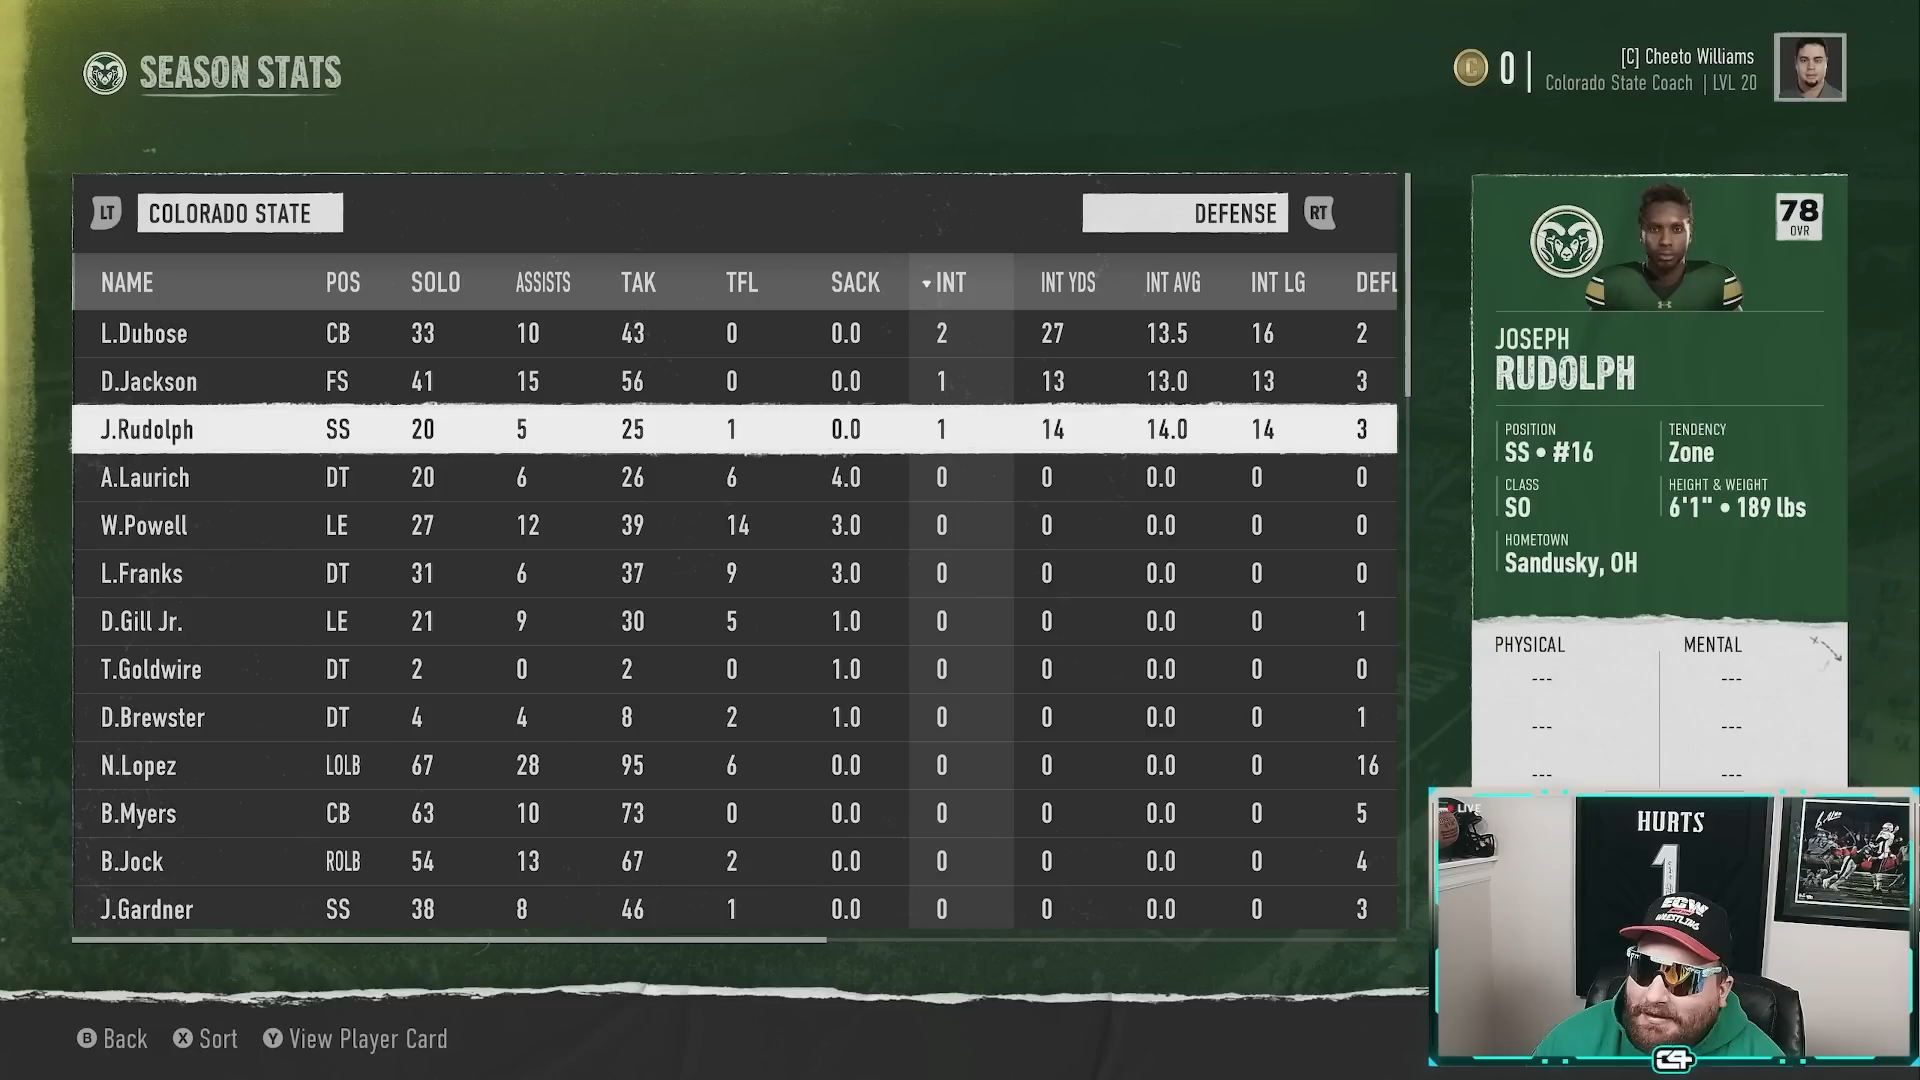 SEASON STATS
C 0 [C] Cheeto Williams
Colorado State Coach | LVL 20
LT COLORADO STATE DEFENSE RT
NAME POS SOLO ASSISTS TAK TFL SACK INT INT YDS INT AVG INT LG DEFL
L.Dubose CB 33 10 43 0 0.0 2 27 13.5 16 2
D.Jackson FS 41 15 56 0 0.0 1 13 13.0 13 3
J.Rudolph SS 20 5 25 1 0.0 1 14 14.0 14 3
A.Laurich DT 20 6 26 6 4.0 0 0 0.0 0 0
W.Powell LE 27 12 39 14 3.0 0 0 0.0 0 0
L.Franks DT 31 6 37 9 3.0 0 0 0.0 0 0
D.Gill Jr. LE 21 9 30 5 1.0 0 0 0.0 0 1
T.Goldwire DT 2 0 2 0 1.0 0 0 0.0 0 0
D.Brewster DT 4 4 8 2 1.0 0 0 0.0 0 1
N.Lopez LOLB 67 28 95 6 0.0 0 0 0.0 0 16
B.Myers CB 63 10 73 0 0.0 0 0 0.0 0 5
B.Jock ROLB 54 13 67 2 0.0 0 0 0.0 0 4
J.Gardner SS 38 8 46 1 0.0 0 0 0.0 0 3
78
OVR
JOSEPH
RUDOLPH
POSITION TENDENCY
SS • #16 Zone
CLASS HEIGHT & WEIGHT
SO 6'1" • 189 lbs
HOMETOWN
Sandusky, OH
PHYSICAL MENTAL
--- ---
--- ---
--- ---
LIVE
HURTS
1
ECW
WRESTLING
C4
B Back X Sort Y View Player Card